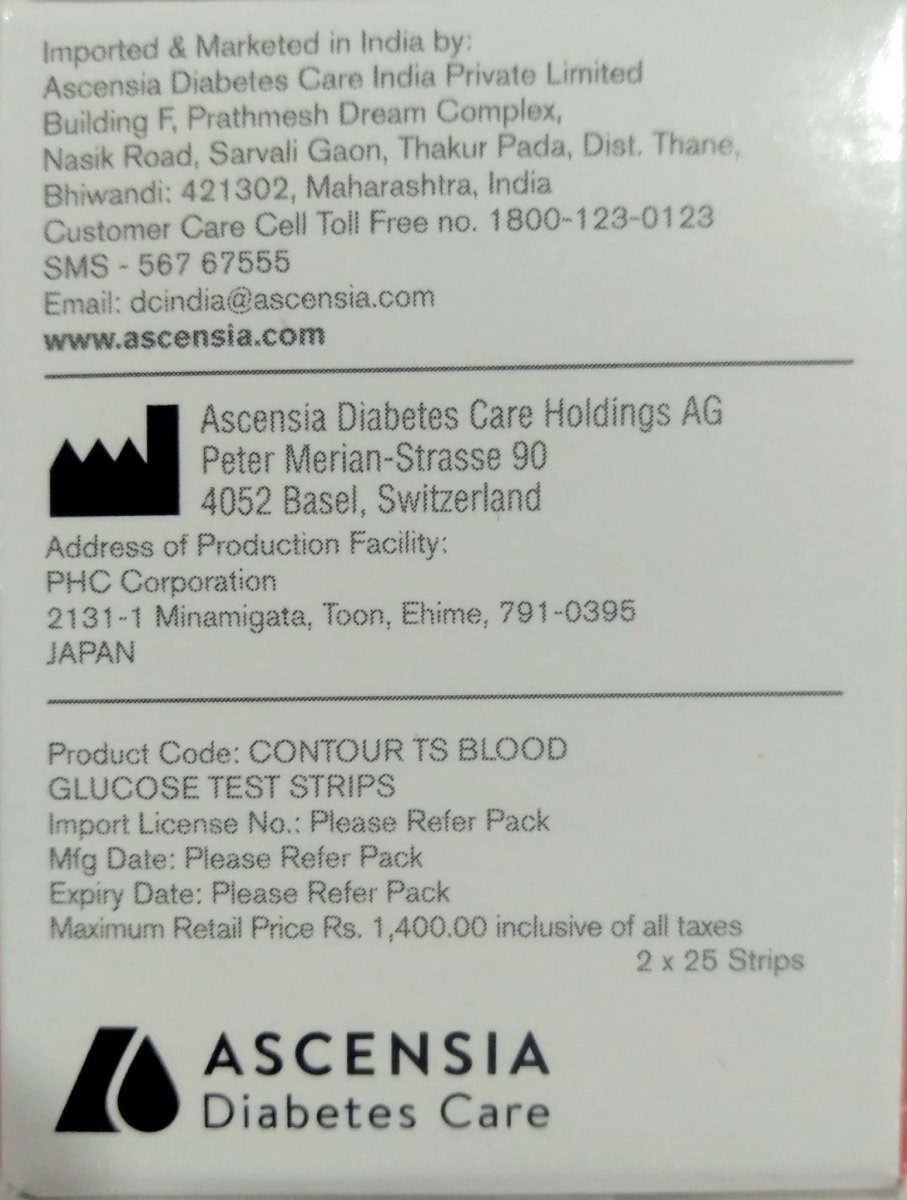 Imported & Marketed in India by:
Ascensia Diabetes Care India Private Limited
Building F, Prathmesh Dream Complex,
Nasik Road, Sarvali Gaon, Thakur Pada, Dist. Thane,
Bhiwandi: 421302, Maharashtra, India
Customer Care Cell Toll Free no. 1800-123-0123
SMS - 567 67555
Email: dcindia@ascensia.com
www.ascensia.com
Ascensia Diabetes Care Holdings AG
Peter Merian-Strasse 90
4052 Basel, Switzerland
Address of Production Facility:
PHC Corporation
2131-1 Minamigata, Toon, Ehime, 791-0395
JAPAN
Product Code: CONTOUR TS BLOOD
GLUCOSE TEST STRIPS
Import License No.: Please Refer Pack
Mfg Date: Please Refer Pack
Expiry Date: Please Refer Pack
Maximum Retail Price Rs. 1,400.00 inclusive of all taxes
2 x 25 Strips
ASCENSIA
Diabetes Care